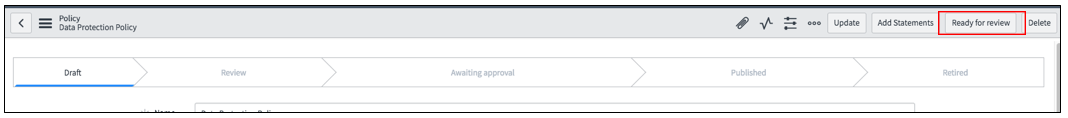 Policy
Data Protection Policy
Update
Add Statements
Ready for review
Delete
Draft
Review
Awaiting approval
Published
Retired